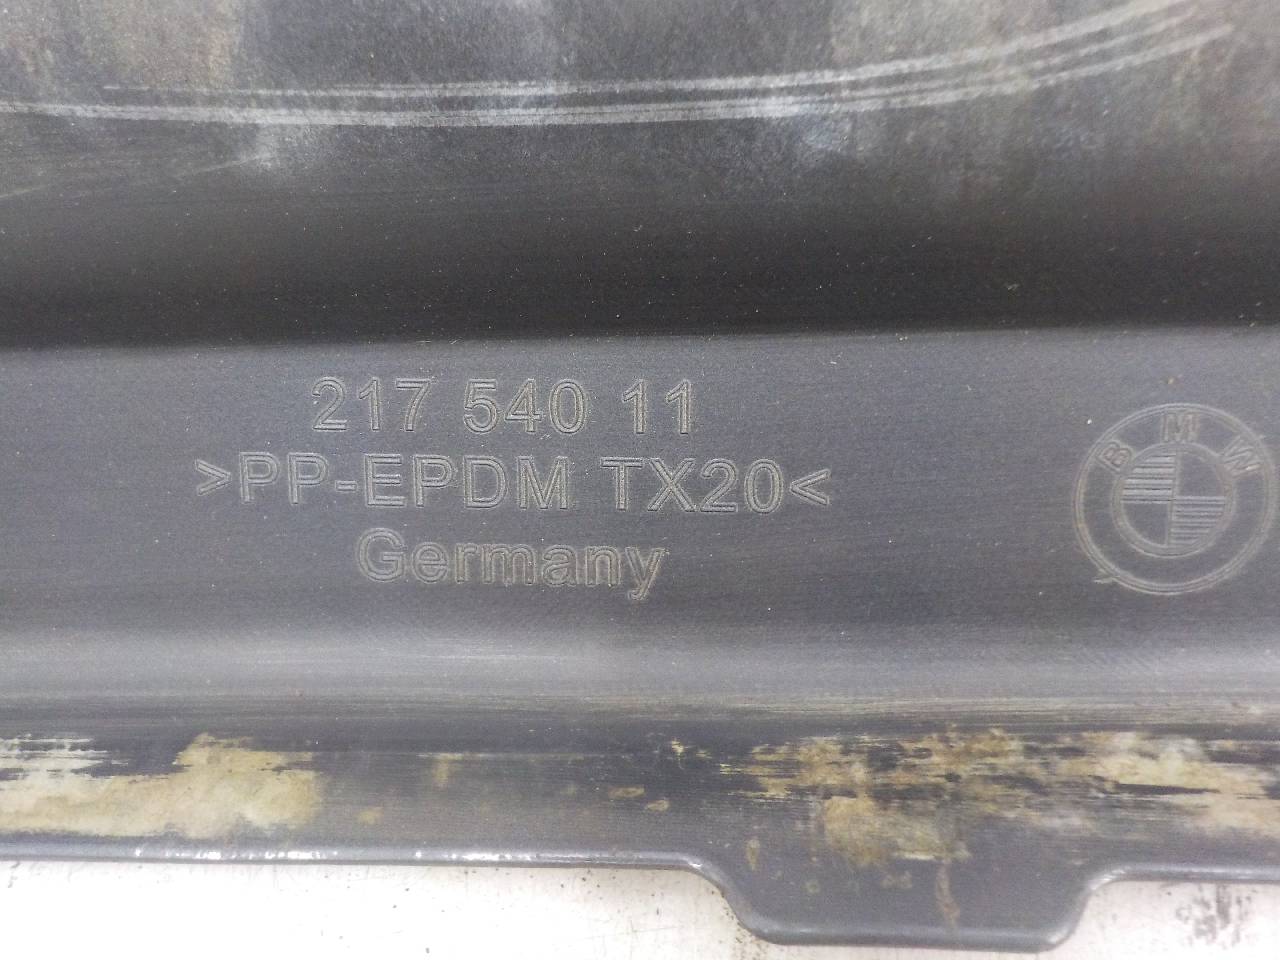 217 540 11
>PP-EPDM TX20<
Germany
BMW